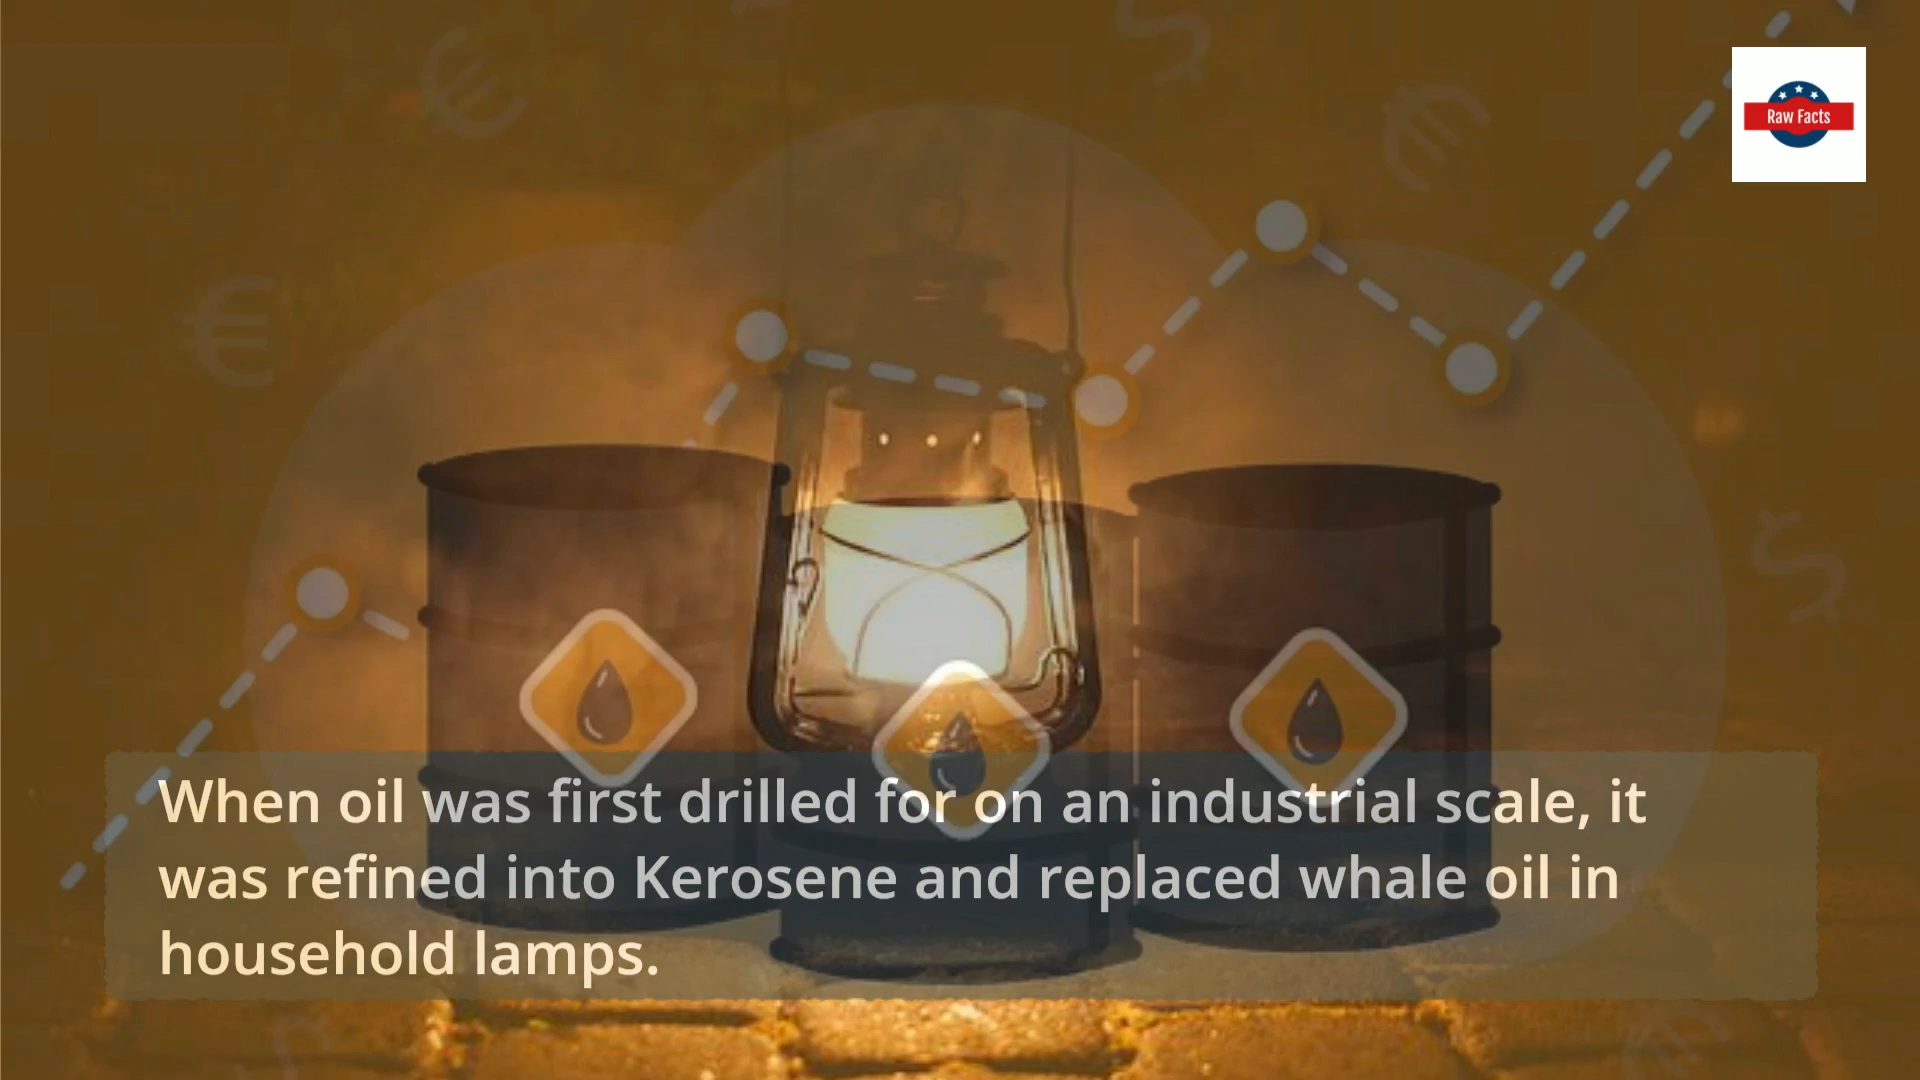 Raw Facts
When oil was first drilled for on an industrial scale, it
was refined into Kerosene and replaced whale oil in
household lamps.